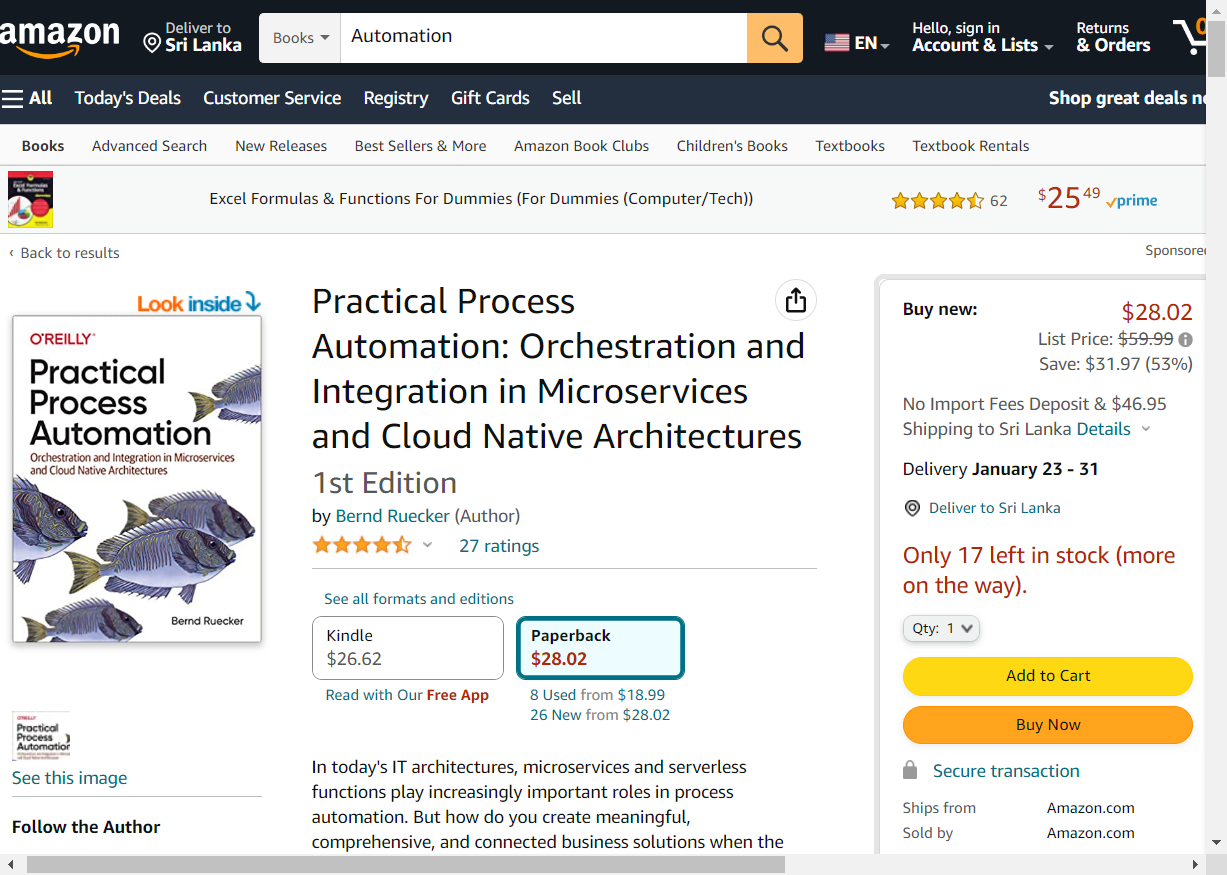 amazon
Deliver to
Sri Lanka
Books
Automation
EN
Hello, sign in
Account & Lists
Returns
& Orders
0
All
Today's Deals
Customer Service
Registry
Gift Cards
Sell
Shop great deals
Books
Advanced Search
New Releases
Best Sellers & More
Amazon Book Clubs
Children's Books
Textbooks
Textbook Rentals
Excel Formulas & Functions For Dummies (For Dummies (Computer/Tech))
62
$25 49
prime
‹ Back to results
Sponsore
Look inside
O'REILLY®
Practical
Process
Automation
Orchestration and Integration in Microservices
and Cloud Native Architectures
Bernd Ruecker
O'REILLY
Practical
Process
Automation
See this image
Follow the Author
Practical Process
Automation: Orchestration and
Integration in Microservices
and Cloud Native Architectures
1st Edition
by Bernd Ruecker (Author)
27 ratings
See all formats and editions
Kindle
$26.62
Read with Our Free App
Paperback
$28.02
8 Used from $18.99
26 New from $28.02
In today's IT architectures, microservices and serverless
functions play increasingly important roles in process
automation. But how do you create meaningful,
comprehensive, and connected business solutions when the
Buy new:
$28.02
List Price: $59.99
Save: $31.97 (53%)
No Import Fees Deposit & $46.95
Shipping to Sri Lanka Details
Delivery January 23 - 31
Deliver to Sri Lanka
Only 17 left in stock (more
on the way).
Qty: 1
Add to Cart
Buy Now
Secure transaction
Ships from
Amazon.com
Sold by
Amazon.com